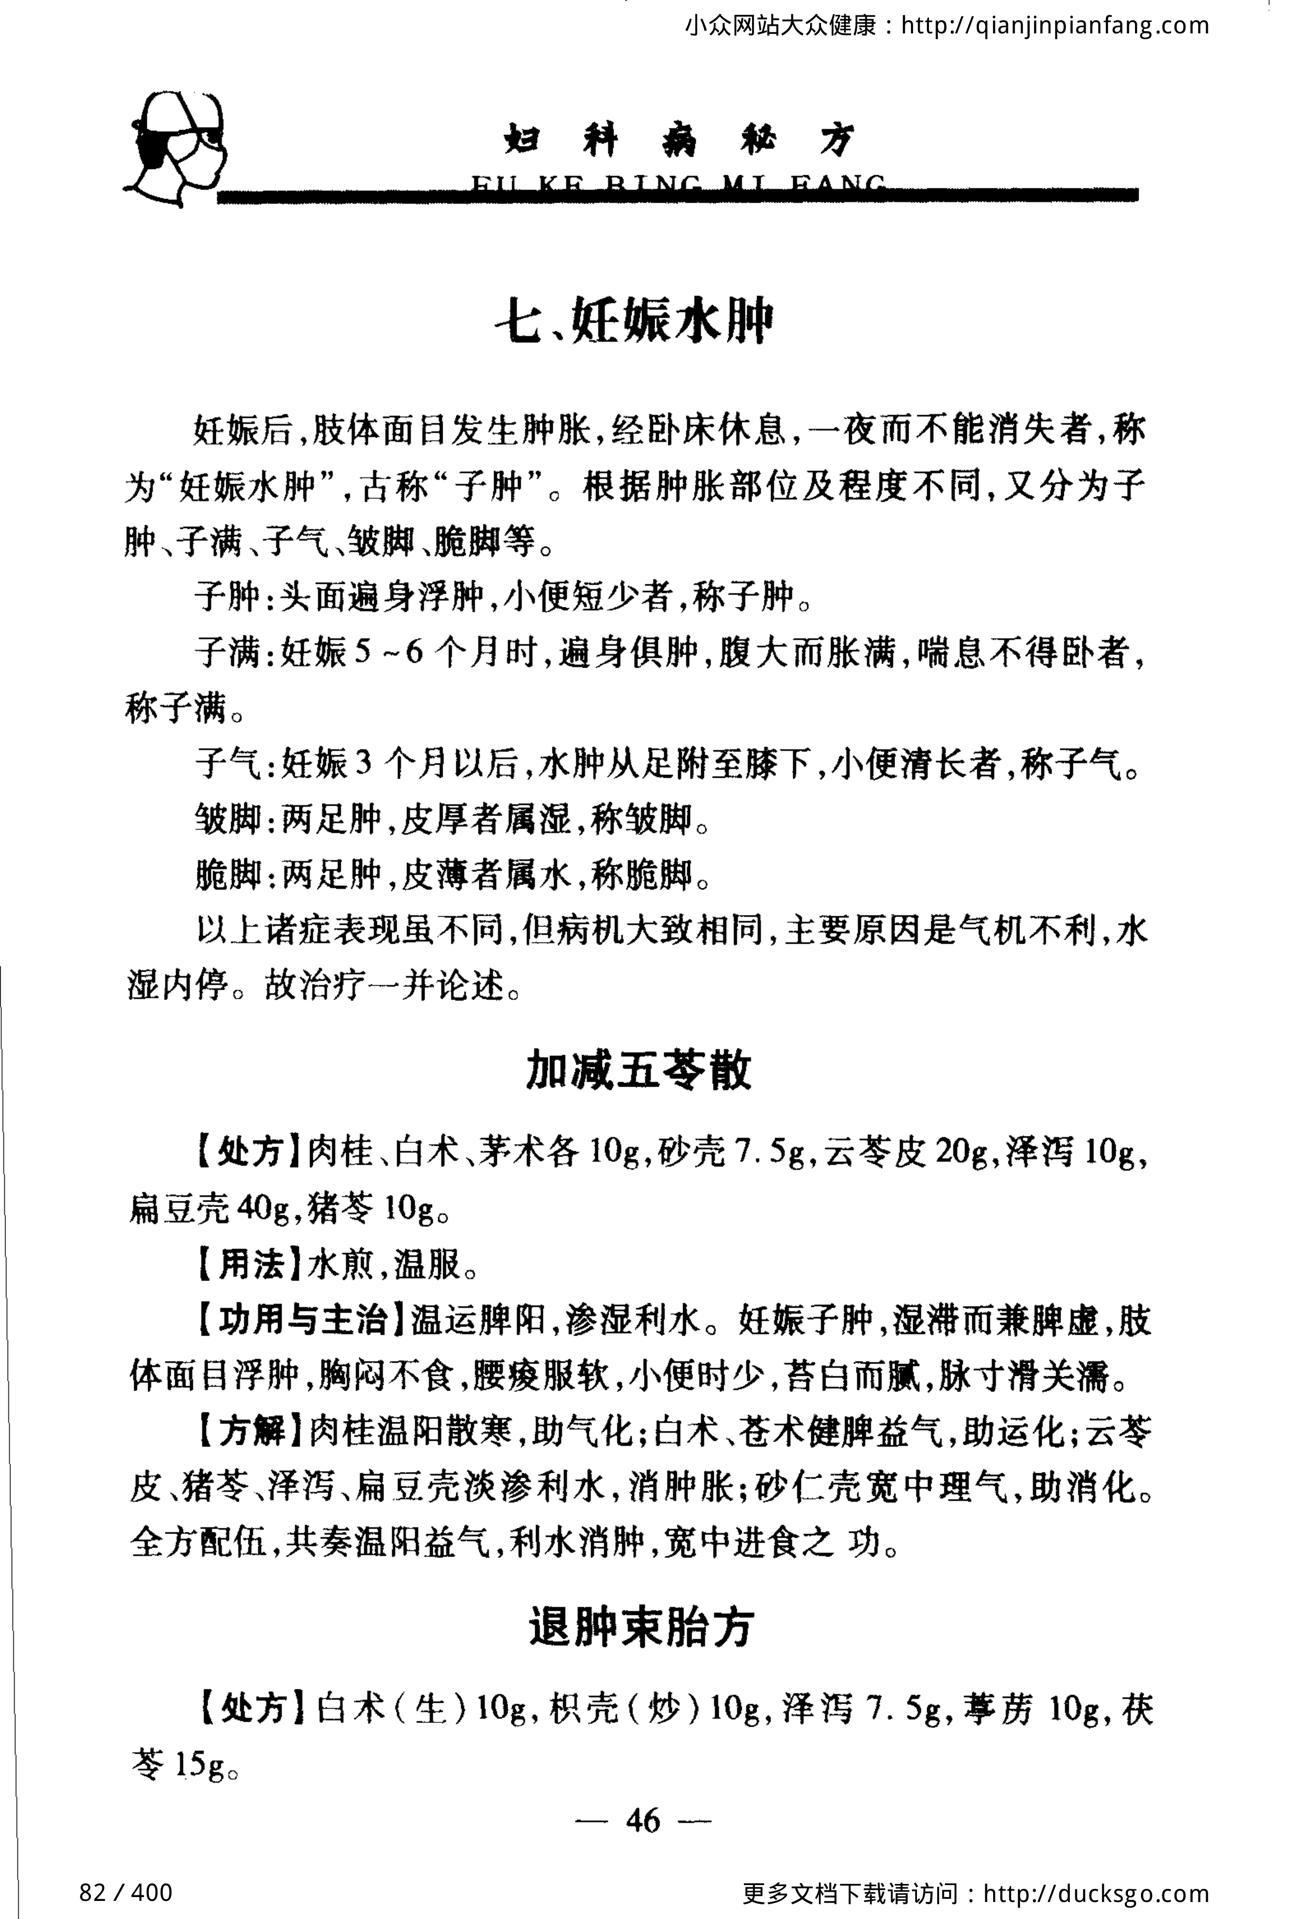 小众网站大众健康：http://qianjinpianfang.com
妇科病秘方
FU KE BING MI FANG
七、妊娠水肿
妊娠后,肢体面目发生肿胀,经卧床休息,一夜而不能消失者,称
为“妊娠水肿”,古称“子肿”。根据肿胀部位及程度不同,又分为子
肿、子满、子气、皱脚、脆脚等。
子肿:头面遍身浮肿,小便短少者,称子肿。
子满:妊娠5~6个月时,遍身俱肿,腹大而胀满,喘息不得卧者,
称子满。
子气:妊娠3个月以后,水肿从足附至膝下,小便清长者,称子气。
皱脚:两足肿,皮厚者属湿,称皱脚。
脆脚:两足肿,皮薄者属水,称脆脚。
以上诸症表现虽不同,但病机大致相同,主要原因是气机不利,水
湿内停。故治疗一并论述。
加减五苓散
【处方】肉桂、白术、茅术各10g,砂壳7.5g,云苓皮20g,泽泻10g,
扁豆壳40g,猪苓10g。
【用法】水煎,温服。
【功用与主治】温运脾阳,渗湿利水。妊娠子肿,湿滞而兼脾虚,肢
体面目浮肿,胸闷不食,腰痠服软,小便时少,苔白而腻,脉寸滑关濡。
【方解】肉桂温阳散寒,助气化;白术、苍术健脾益气,助运化;云苓
皮、猪苓、泽泻、扁豆壳淡渗利水,消肿胀;砂仁壳宽中理气,助消化。
全方配伍,共奏温阳益气,利水消肿,宽中进食之 功。
退肿束胎方
【处方】白术(生)10g,枳壳(炒)10g,泽泻7.5g,葶苈10g,茯
苓15g。
— 46 —
82 / 400
更多文档下载请访问：http://ducksgo.com